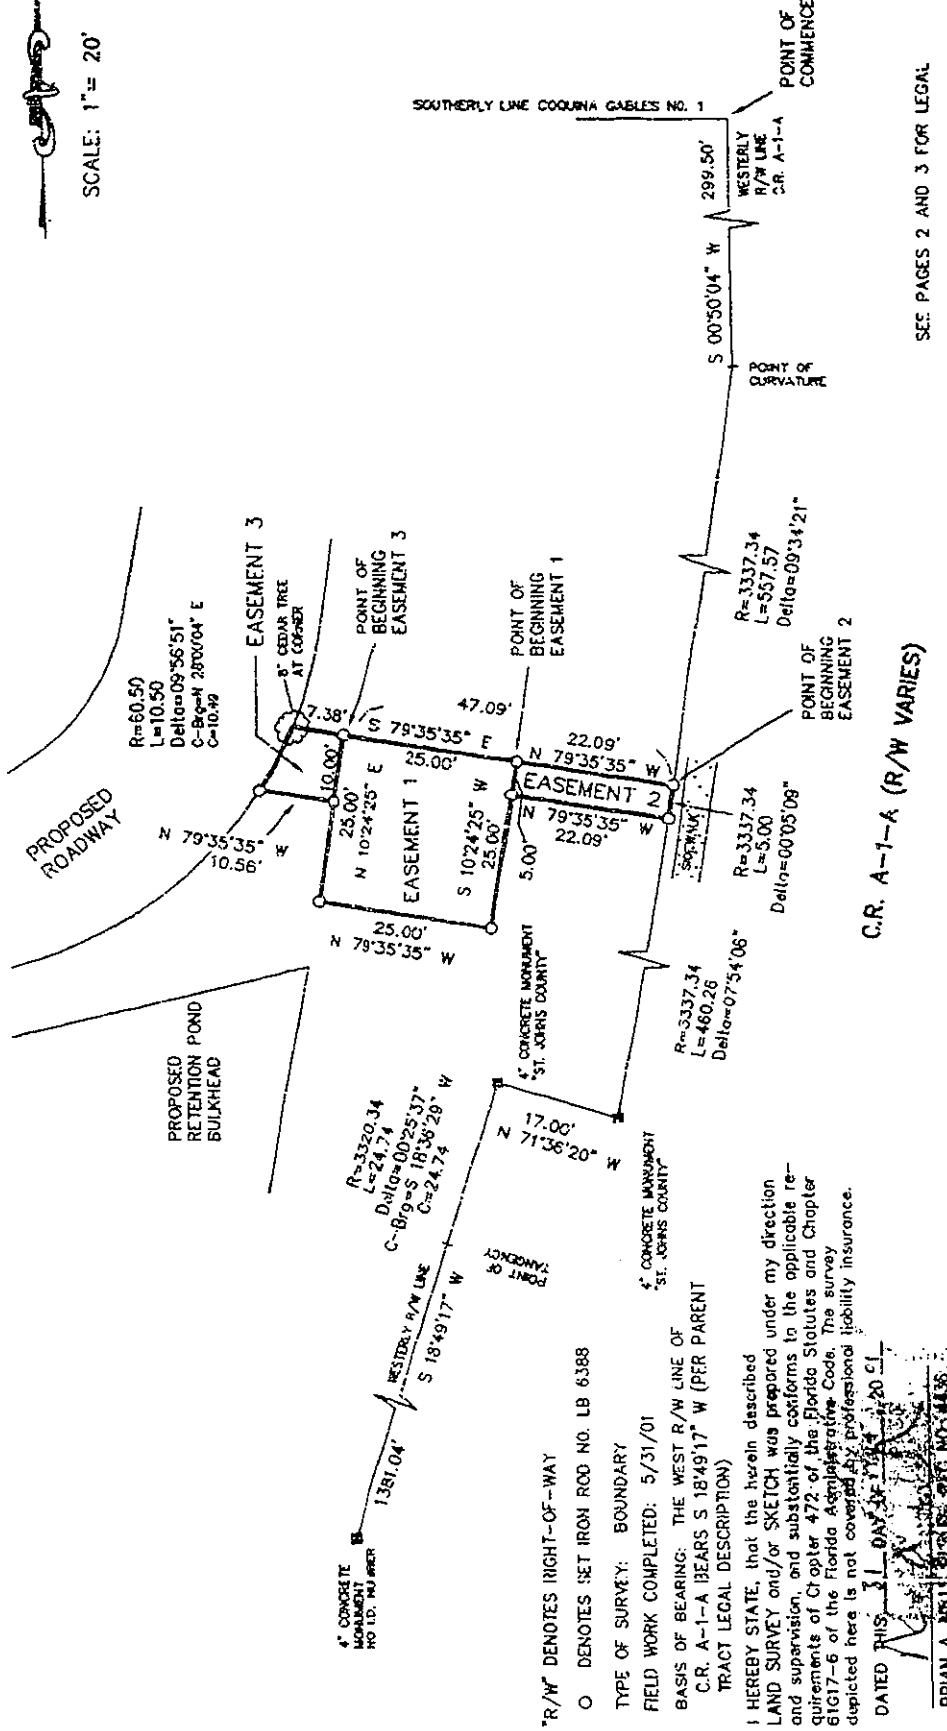 SCALE: 1"= 20'
SOUTHERLY LINE COQUINA GABLES NO. 1
POINT OF
COMMENCE
299.50'
WESTERLY
R/W LINE
C.R. A-1-A
S 00°50'04" W
POINT OF
CURVATURE
SEE PAGES 2 AND 3 FOR LEGAL
R=60.50
L=10.50
Delta=09°56'51"
C-Brg=N 28°00'04" E
C=10.49
EASEMENT 3
8" CEDAR TREE
AT CORNER
POINT OF
BEGINNING
EASEMENT 3
PROPOSED
ROADWAY
N 79°35'35" W
10.56'
7.38'
S 79°35'35" E
47.09'
25.00'
10.00'
25.00'
N 10°24'25" E
EASEMENT 1
S 10°24'25" W
25.00'
25.00'
N 79°35'35" W
5.00'
POINT OF
BEGINNING
EASEMENT 1
22.09'
N 79°35'35" W
EASEMENT 2
N 79°35'35" W
22.09'
SIDEWALK
R=3337.34
L=557.57
Delta=09°34'21"
POINT OF
BEGINNING
EASEMENT 2
R=3337.34
L=5.00
Delta=00°05'09"
C.R. A-1-A (R/W VARIES)
R=3337.34
L=460.26
Delta=07°54'06"
PROPOSED
RETENTION POND
BULKHEAD
4" CONCRETE MONUMENT
"ST. JOHNS COUNTY"
17.00'
N 71°36'20" W
4" CONCRETE MONUMENT
"ST. JOHNS COUNTY"
R=3320.34
L=24.74
Delta=00°25'37"
C-Brg=S 18°36'29" W
C=24.74
POINT OF
TANGENCY
WESTERLY R/W LINE
S 18°49'17" W
1381.04'
4" CONCRETE
MONUMENT
NO I.D. NUMBER
"R/W" DENOTES RIGHT-OF-WAY
O DENOTES SET IRON ROD NO. LB 6388
TYPE OF SURVEY: BOUNDARY
FIELD WORK COMPLETED: 5/31/01
BASIS OF BEARING: THE WEST R/W LINE OF
C.R. A-1-A BEARS S 18°49'17" W (PER PARENT
TRACT LEGAL DESCRIPTION)
I HEREBY STATE, that the herein described
LAND SURVEY and/or SKETCH was prepared under my direction
and supervision, and substantially conforms to the applicable re-
quirements of Chapter 472 of the Florida Statutes and Chapter
61G17-6 of the Florida Administrative Code. The survey
depicted here is not covered by professional liability insurance.
DATED THIS 31 DAY OF 20 01
BRIAN A.